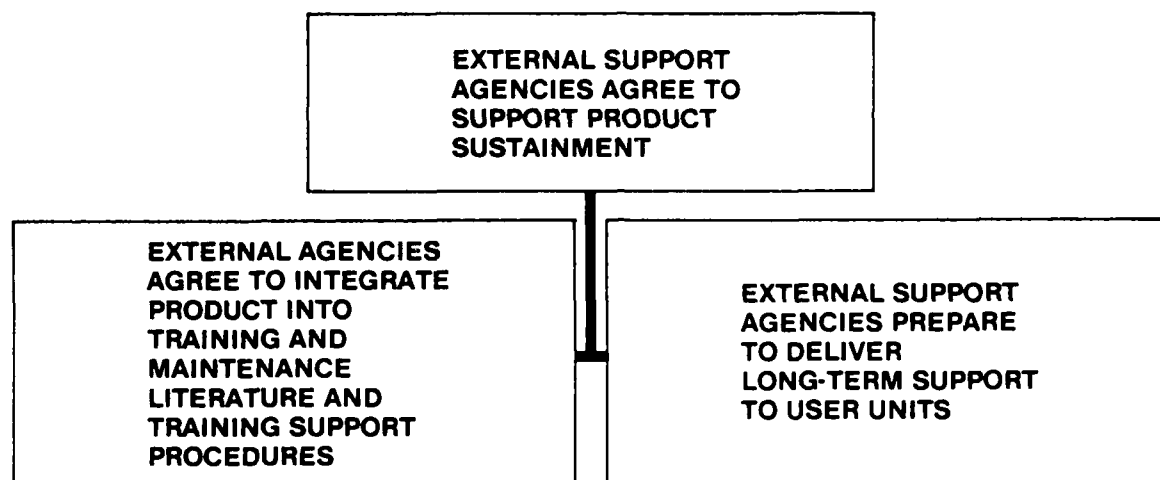 EXTERNAL SUPPORT
AGENCIES AGREE TO
SUPPORT PRODUCT
SUSTAINMENT
EXTERNAL AGENCIES
AGREE TO INTEGRATE
PRODUCT INTO
TRAINING AND
MAINTENANCE
LITERATURE AND
TRAINING SUPPORT
PROCEDURES
EXTERNAL SUPPORT
AGENCIES PREPARE
TO DELIVER
LONG-TERM SUPPORT
TO USER UNITS